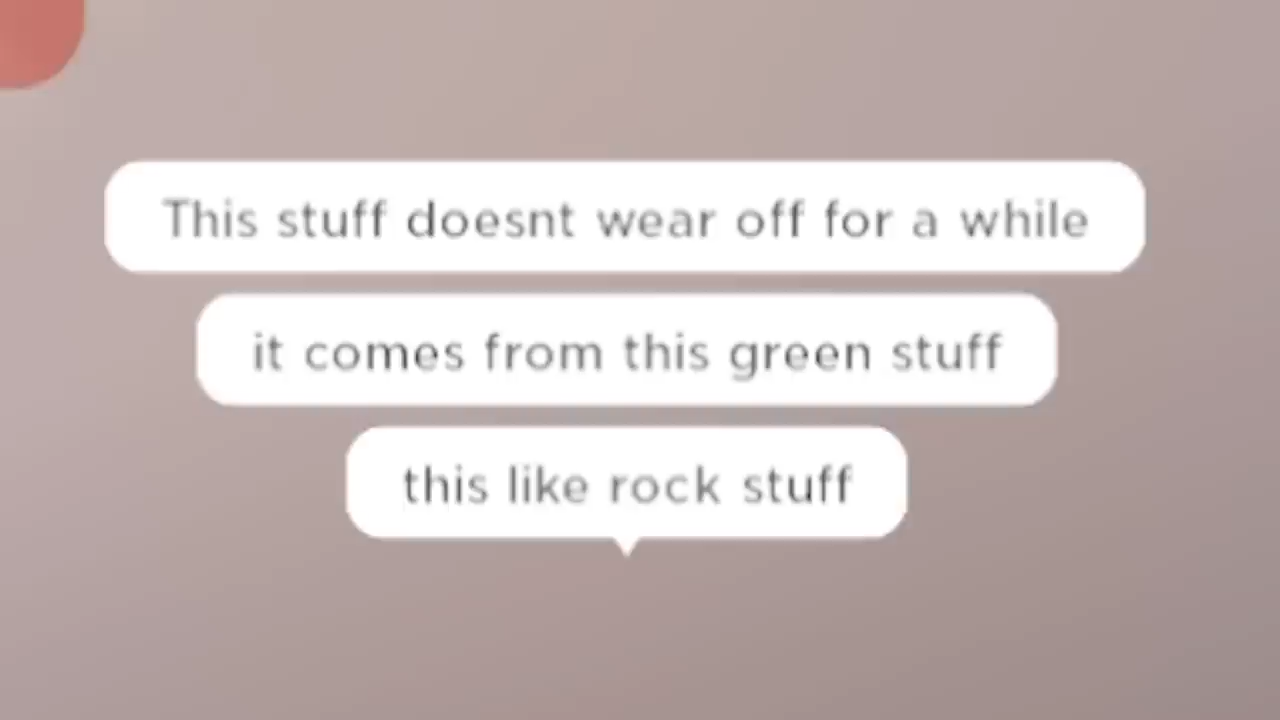 This stuff doesnt wear off for a while
it comes from this green stuff
this like rock stuff